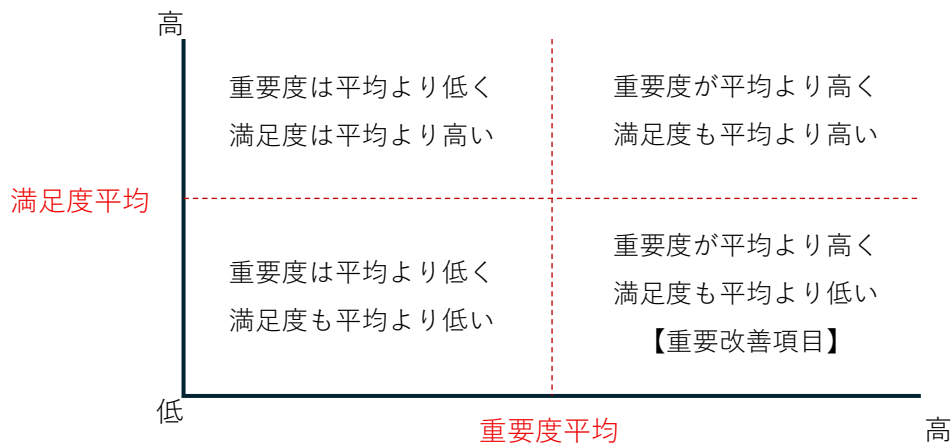 高
重要度は平均より低く
満足度は平均より高い
重要度が平均より高く
満足度も平均より高い
満足度平均
重要度は平均より低く
満足度も平均より低い
重要度が平均より高く
満足度も平均より低い
【重要改善項目】
低
重要度平均
高